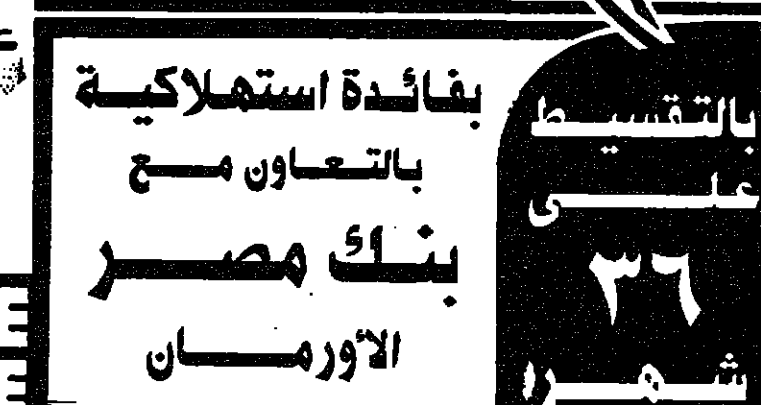 بالتقسيط
على
٣٦
شهرا
بفائدة استهلاكية
بالتعاون مع
بنك مصر
الأورمان